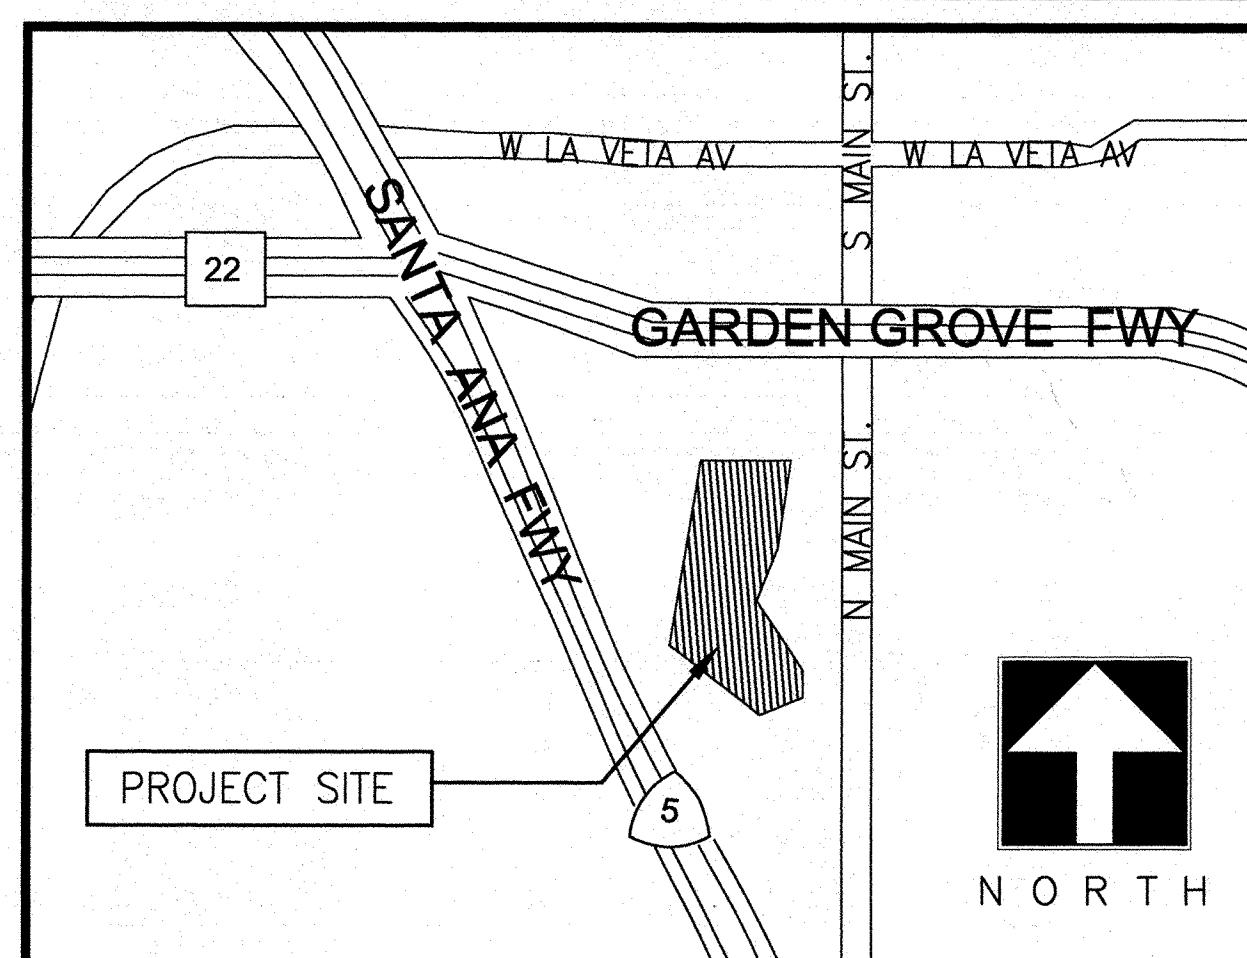 W LA VETA AV
W LA VETA AV
S MAIN ST.
SANTA ANA FWY
22
GARDEN GROVE FWY
N MAIN ST.
PROJECT SITE
5
NORTH